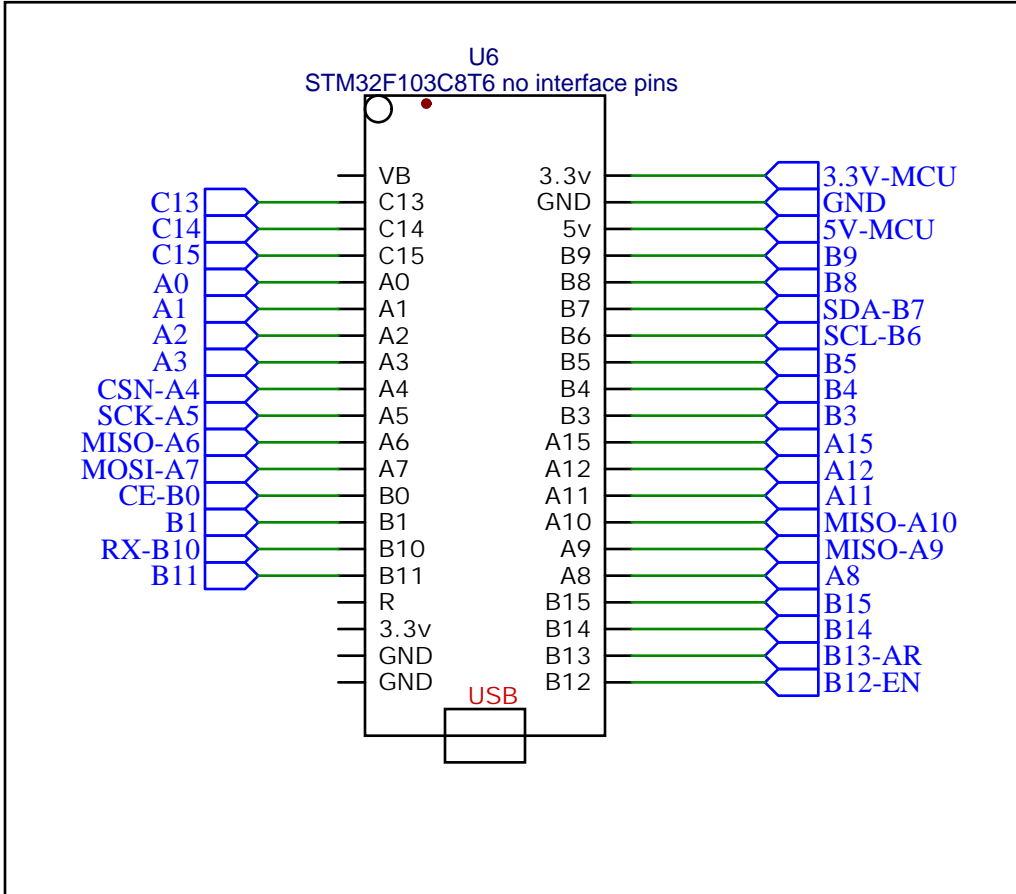 U6
STM32F103C8T6 no interface pins
VB 3.3v 3.3V-MCU
C13 C13 GND GND
C14 C14 5v 5V-MCU
C15 C15 B9 B9
A0 A0 B8 B8
A1 A1 B7 SDA-B7
A2 A2 B6 SCL-B6
A3 A3 B5 B5
CSN-A4 A4 B4 B4
SCK-A5 A5 B3 B3
MISO-A6 A6 A15 A15
MOSI-A7 A7 A12 A12
CE-B0 B0 A11 A11
B1 B1 A10 MISO-A10
RX-B10 B10 A9 MISO-A9
B11 B11 A8 A8
R B15 B15
3.3v B14 B14
GND B13 B13-AR
GND B12 B12-EN
USB